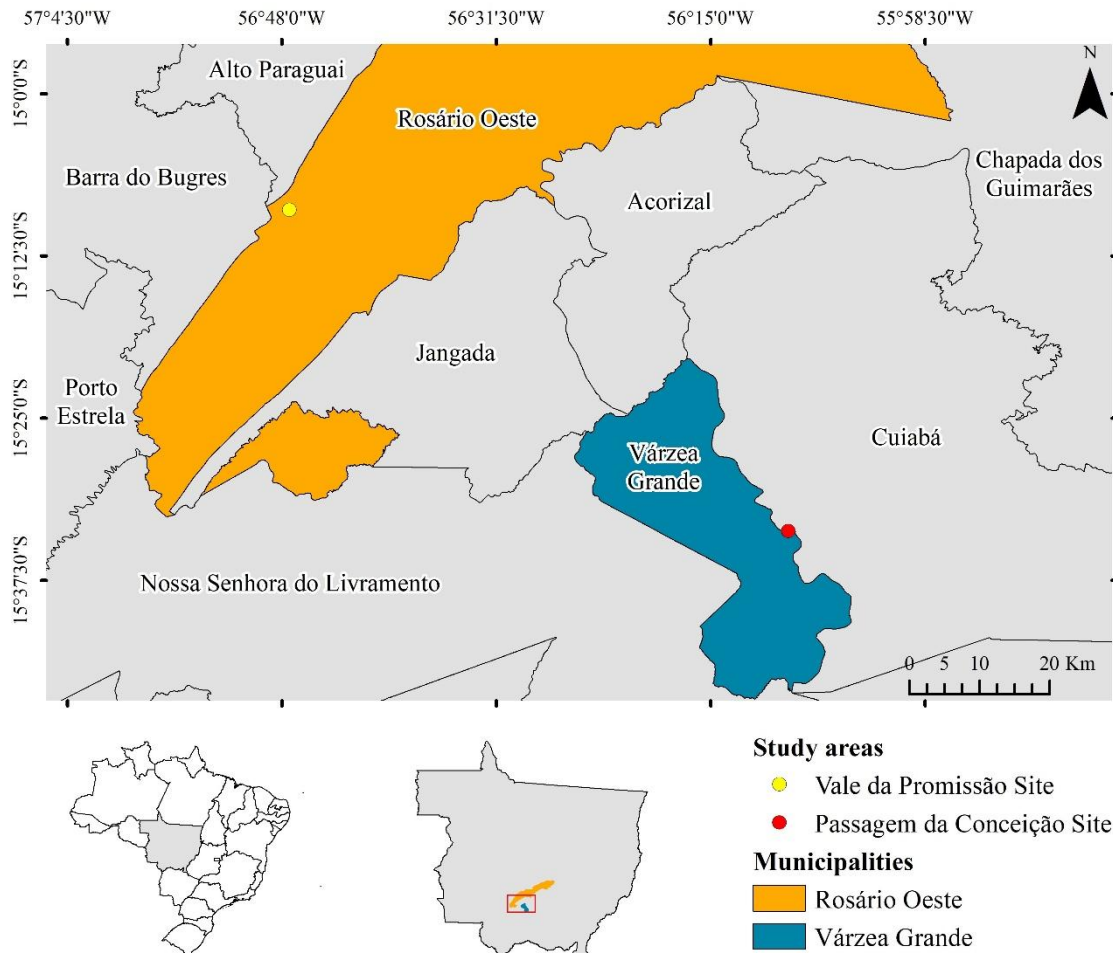 57°4'30"W 56°48'0"W 56°31'30"W 56°15'0"W 55°58'30"W
N
Alto Paraguai
15°0'0"S
Rosário Oeste
Chapada dos
Guimarães
Barra do Bugres
Acorizal
15°12'30"S
Jangada
Porto
Estrela
15°25'0"S
Cuiabá
Várzea
Grande
15°37'30"S
Nossa Senhora do Livramento
0 5 10 20 Km
Study areas
Vale da Promissão Site
Passagem da Conceição Site
Municipalities
Rosário Oeste
Várzea Grande